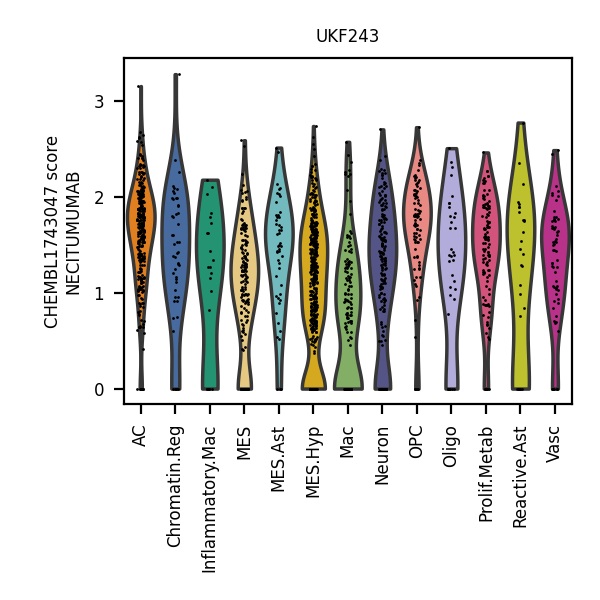 UKF243
CHEMBL1743047 score
NECITUMUMAB
3
2
1
0
AC
Chromatin.Reg
Inflammatory.Mac
MES
MES.Ast
MES.Hyp
Mac
Neuron
OPC
Oligo
Prolif.Metab
Reactive.Ast
Vasc